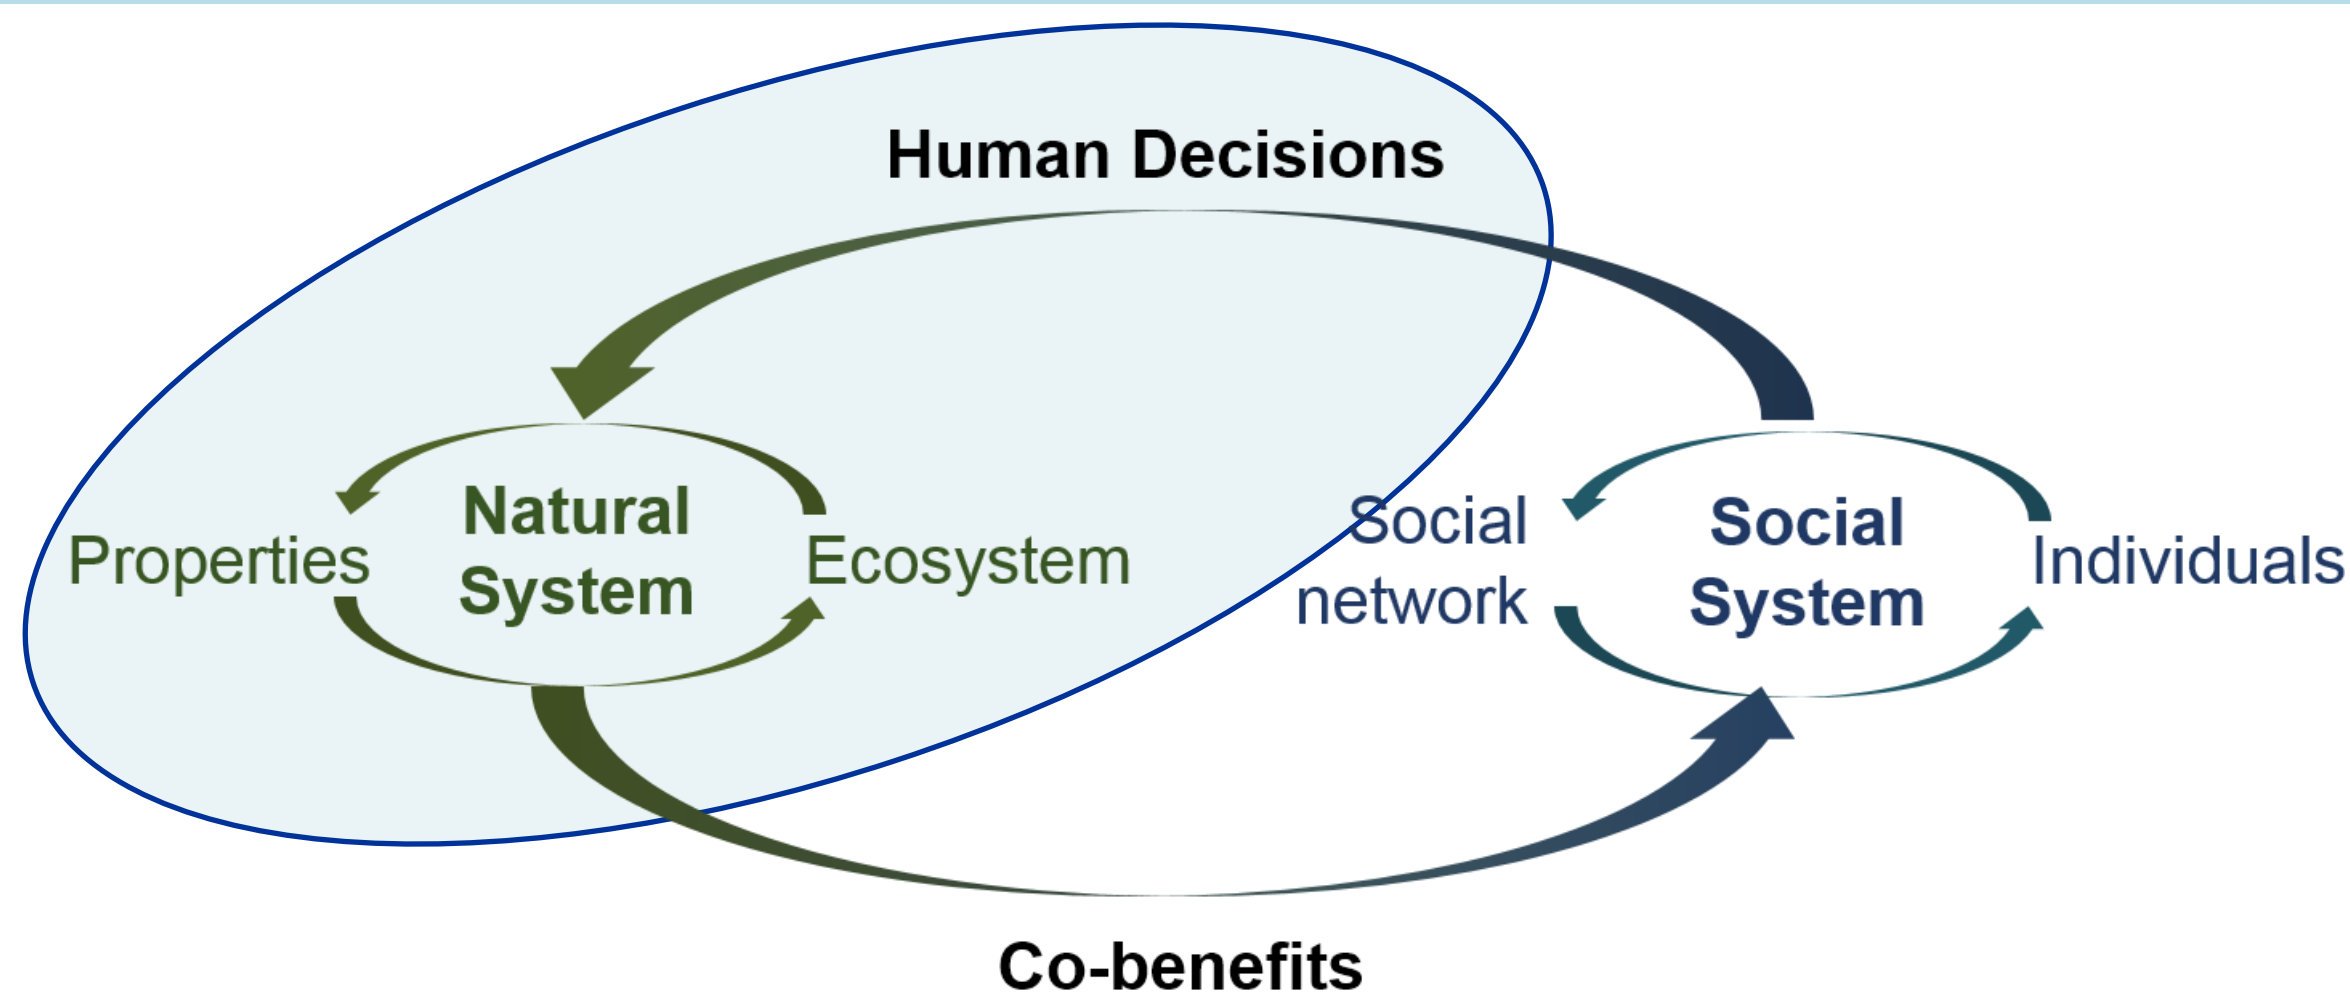 Human Decisions
Natural
System
Properties
Ecosystem
Social
network
Social
System
Individuals
Co-benefits